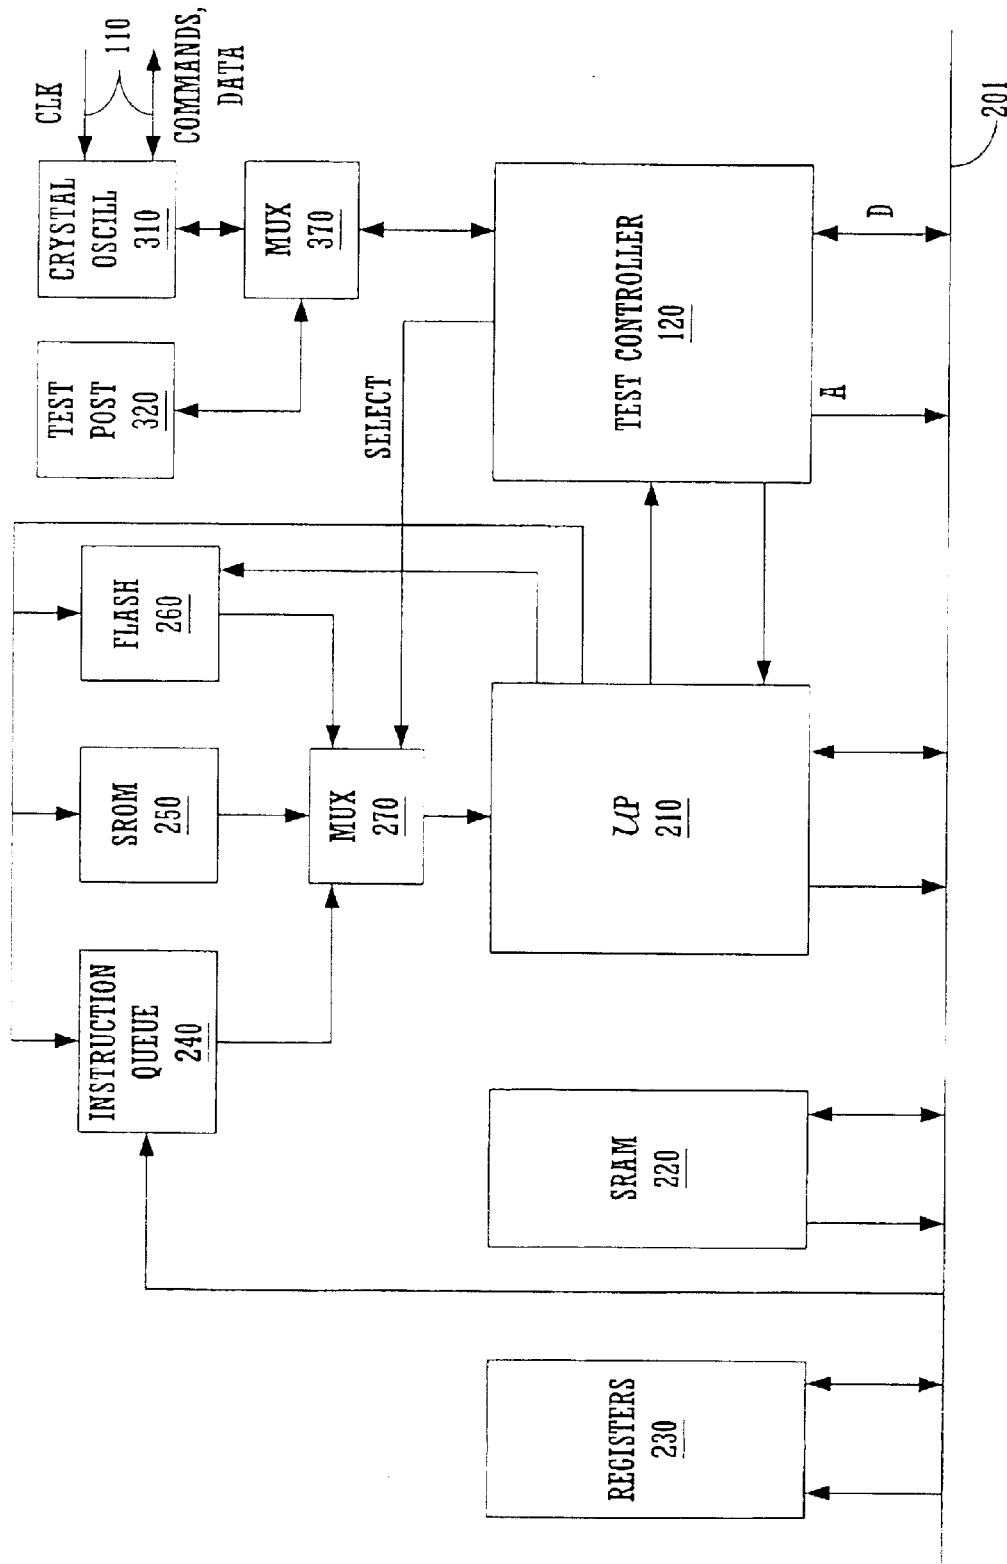 REGISTERS
230
SRAM
220
INSTRUCTION
QUEUE
240
SROM
250
FLASH
260
MUX
270
UP
210
SELECT
TEST
POST
320
CRYSTAL
OSCILL
310
CLK
110
COMMANDS,
DATA
MUX
370
TEST CONTROLLER
120
A
D
201